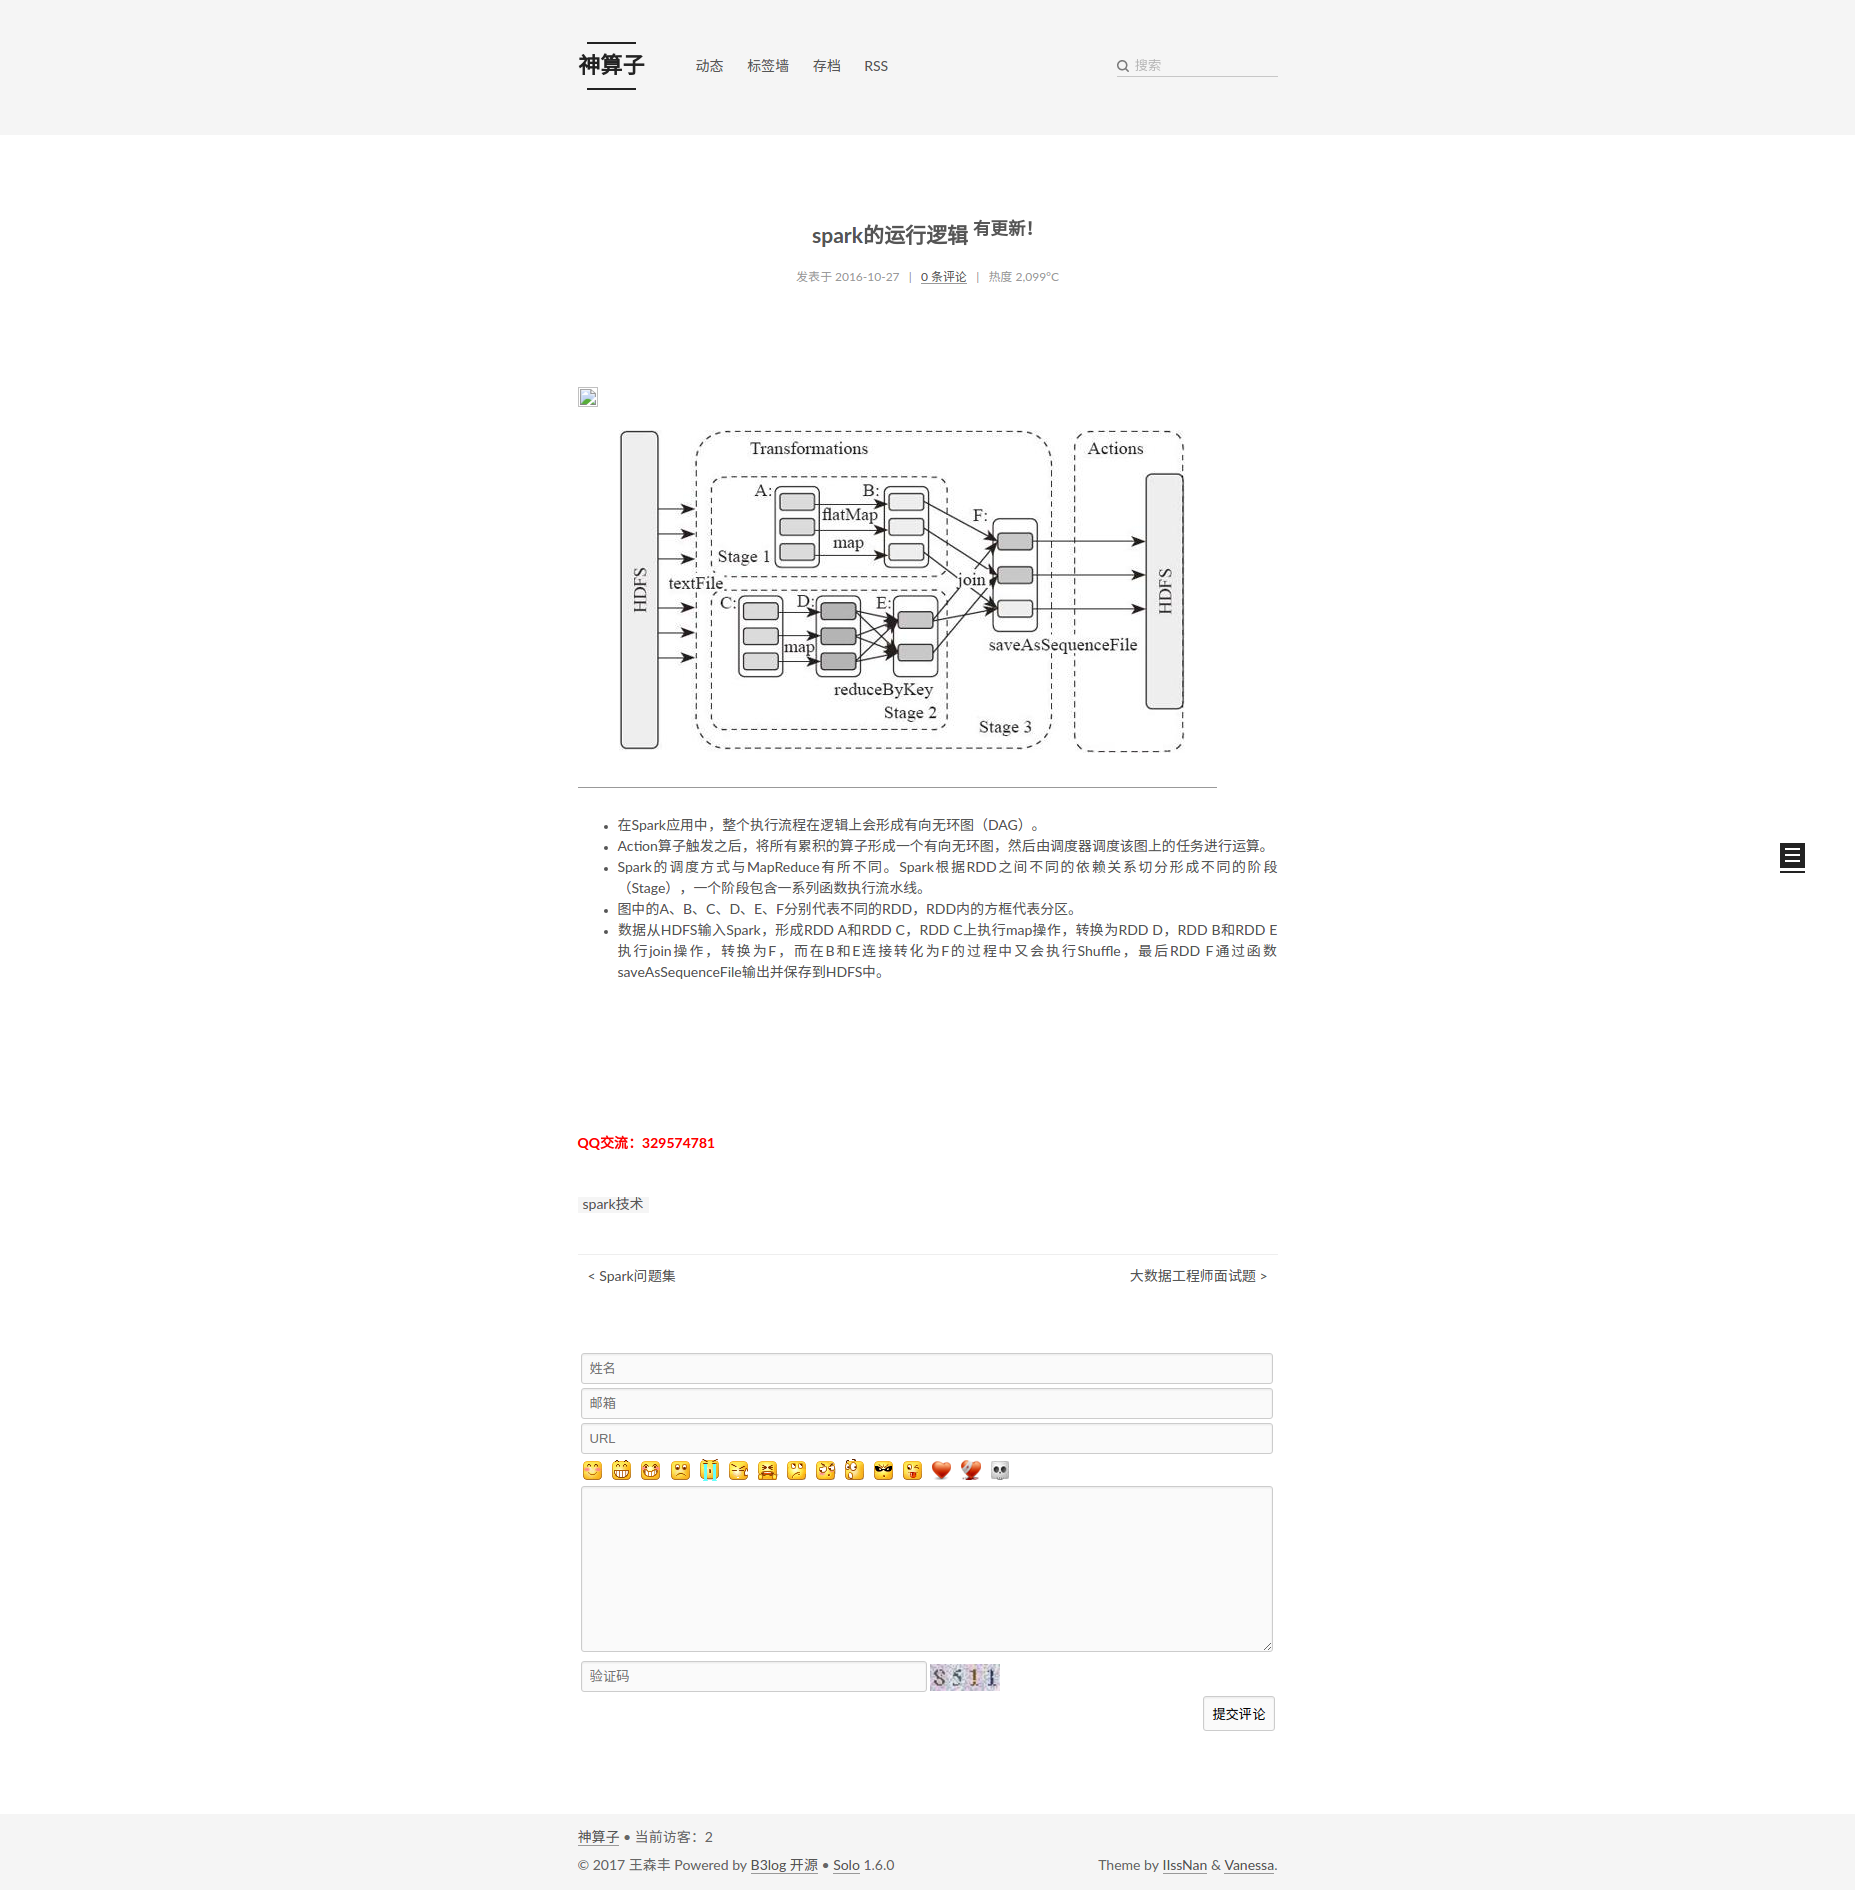 神算子
动态 标签墙 存档 RSS
搜索
spark的运行逻辑 有更新！
发表于 2016-10-27 | 0 条评论 | 热度 2,099°C
Transformations
Actions
A:
B:
flatMap
map
Stage 1
F:
HDFS
textFile
join
HDFS
C:
D:
E:
map
reduceByKey
saveAsSequenceFile
Stage 2
Stage 3
在Spark应用中，整个执行流程在逻辑上会形成有向无环图（DAG）。
Action算子触发之后，将所有累积的算子形成一个有向无环图，然后由调度器调度该图上的任务进行运算。
Spark的调度方式与MapReduce有所不同。Spark根据RDD之间不同的依赖关系切分形成不同的阶段
（Stage），一个阶段包含一系列函数执行流水线。
图中的A、B、C、D、E、F分别代表不同的RDD，RDD内的方框代表分区。
数据从HDFS输入Spark，形成RDD A和RDD C，RDD C上执行map操作，转换为RDD D，RDD B和RDD E
执行join操作，转换为F，而在B和E连接转化为F的过程中又会执行Shuffle，最后RDD F通过函数
saveAsSequenceFile输出并保存到HDFS中。
QQ交流：329574781
spark技术
< Spark问题集
大数据工程师面试题 >
姓名
邮箱
URL
验证码
8511
提交评论
神算子 • 当前访客：2
© 2017 王森丰 Powered by B3log 开源 • Solo 1.6.0
Theme by IIssNan & Vanessa.